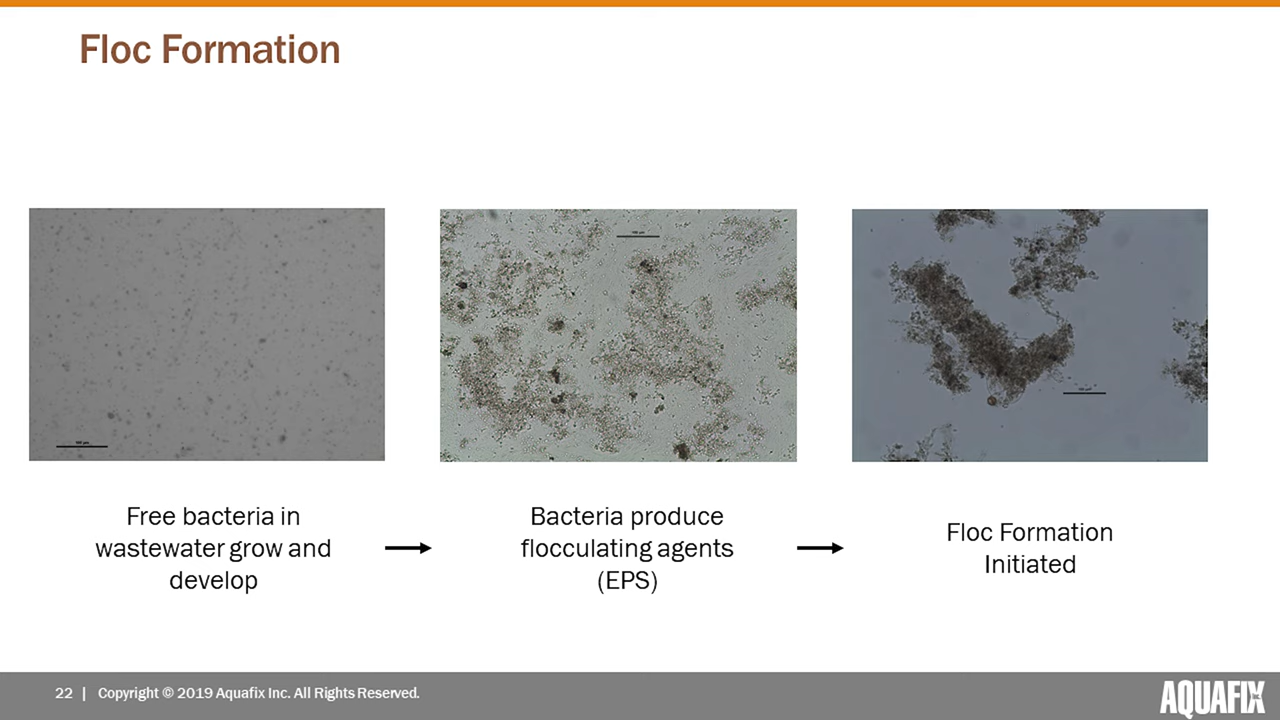 Floc Formation
Free bacteria in
wastewater grow and
develop
Bacteria produce
flocculating agents
(EPS)
Floc Formation
Initiated
22 | Copyright © 2019 Aquafix Inc. All Rights Reserved.
AQUAFIX